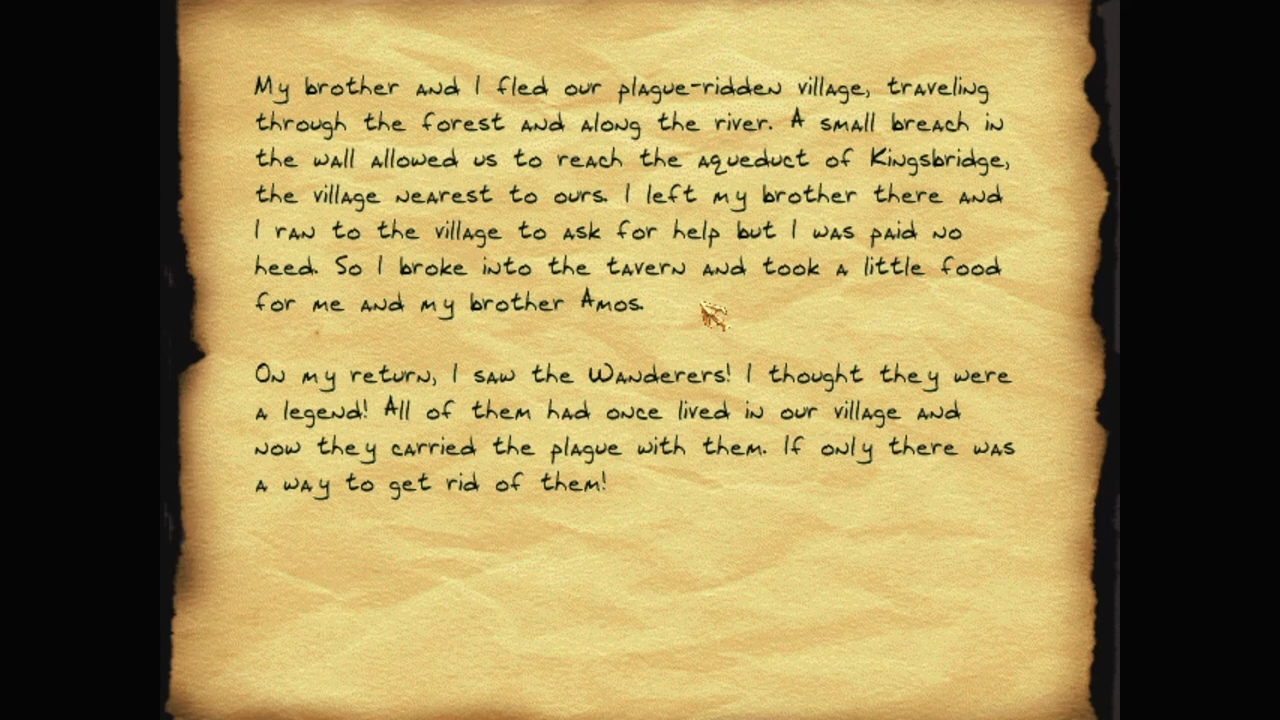 My brother and I fled our plague-ridden village, traveling
through the forest and along the river. A small breach in
the wall allowed us to reach the aqueduct of Kingsbridge,
the village nearest to ours. I left my brother there and
I ran to the village to ask for help but I was paid no
heed. So I broke into the tavern and took a little food
for me and my brother Amos.
On my return, I saw the Wanderers! I thought they were
a legend! All of them had once lived in our village and
now they carried the plague with them. If only there was
a way to get rid of them!